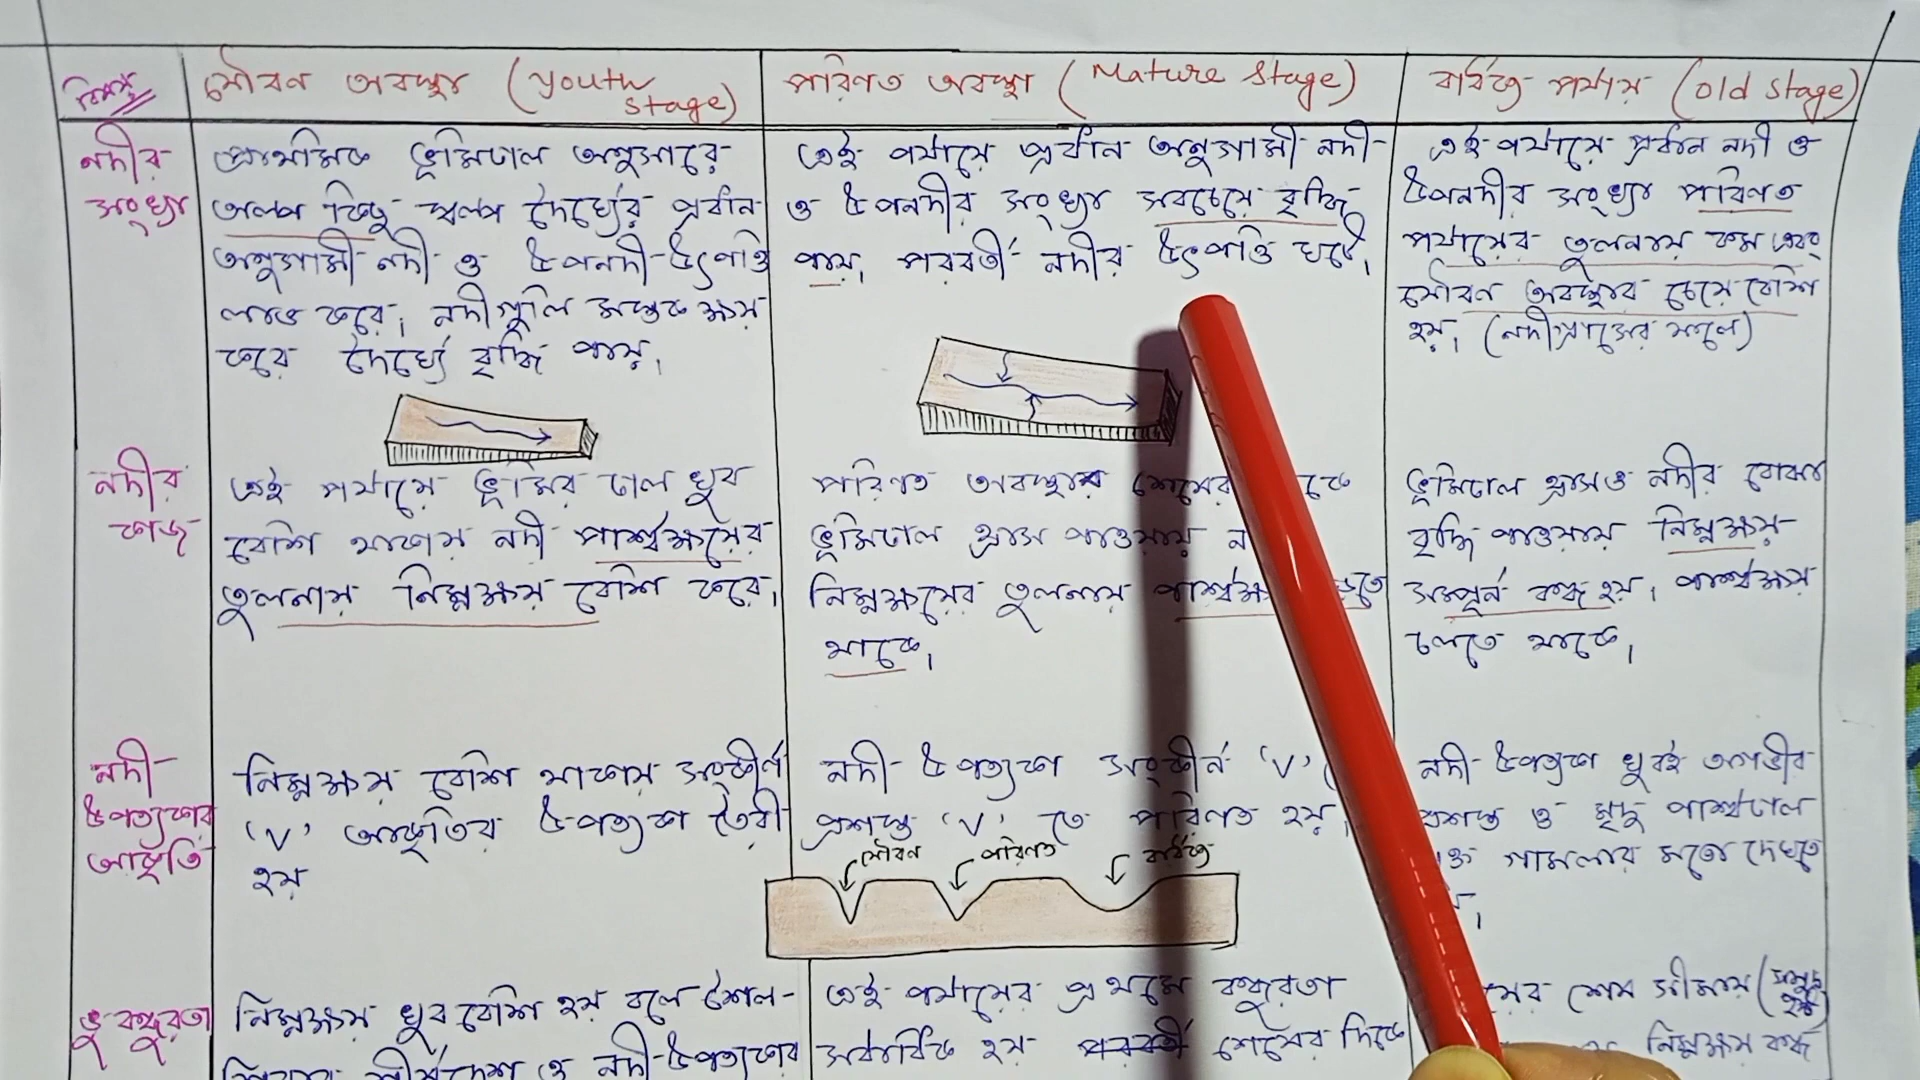 বিষয় যৌবন অবস্থা (youth stage) পরিণত অবস্থা (Mature Stage) বার্ধক্য পর্যায় (old stage)
নদীর
সংখ্যা
প্রাথমিক ভূমিঢাল অনুসারে
অল্প কিছু স্বল্প দৈর্ঘ্যের প্রধান
অনুগামী নদী ও উপনদী উৎপত্তি
লাভ করে। নদীগুলি মস্তক ক্ষয়
করে দৈর্ঘ্যে বৃদ্ধি পায়।
এই পর্যায়ে প্রধান অনুগামী নদী
ও উপনদীর সংখ্যা সবচেয়ে বৃদ্ধি
পায়। পরবর্তী নদীর উৎপত্তি ঘটে।
এই পর্যায়ে প্রধান নদী ও
উপনদীর সংখ্যা পরিণত
পর্যায়ের তুলনায় কম এবং
যৌবন অবস্থার চেয়ে বেশি
হয়। (নদীগ্রাসের ফলে)
নদীর
কাজ
এই পর্যায়ে ভূমির ঢাল খুব
বেশি থাকায় নদী পার্শ্বক্ষয়ের
তুলনায় নিম্নক্ষয় বেশি করে।
পরিণত অবস্থার শেষের
ভূমিঢাল হ্রাস পাওয়ায়
নিম্নক্ষয়ের তুলনায়
থাকে।
ভূমিঢাল হ্রাস ও নদীর বোঝা
বৃদ্ধি পাওয়ায় নিম্নক্ষয়
সম্পূর্ন বন্ধ হয়। পার্শ্বক্ষয়
চলতে থাকে।
নদী
উপত্যকার
আকৃতি
নিম্নক্ষয় বেশি থাকায় সংকীর্ণ
'V' আকৃতির উপত্যকা তৈরী
হয়
নদী উপত্যকা সংকীর্ন 'V'
প্রশস্ত 'V' তে পরিণত হয়।
যৌবন পরিণত বার্ধক্য
নদী উপত্যকা খুবই অগভীর
ও মৃদু পার্শ্বঢাল
গামলার মতো দেখতে
ভূ বন্ধুরতা
নিম্নক্ষয় খুব বেশি হয় বলে শৈল-
শিরার শীর্ষদেশ ও নদী উপত্যকার
এই পর্যায়ের প্রথমে বন্ধুরতা
সর্বাধিক হয় পরবর্তী শেষের দিকে
শেষ সীমায়
নিম্নক্ষয় বন্ধ